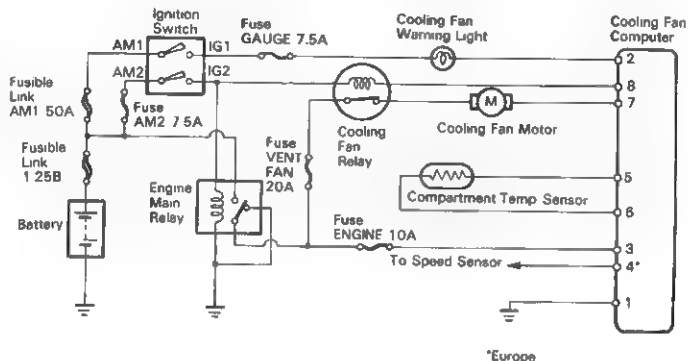 Ignition
Switch
AM1
IG1
AM2
IG2
Fuse
GAUGE 7.5A
Cooling Fan
Warning Light
Cooling Fan
Computer
2
8
7
5
6
3
4*
1
Fusible
Link
AM1 50A
Fuse
AM2 7 5A
Fusible
Link
1 25B
Battery
Engine
Main
Relay
Fuse
VENT
FAN
20A
Cooling
Fan
Relay
M
Cooling Fan Motor
Compartment Temp Sensor
Fuse
ENGINE 10A
To Speed Sensor
*Europe